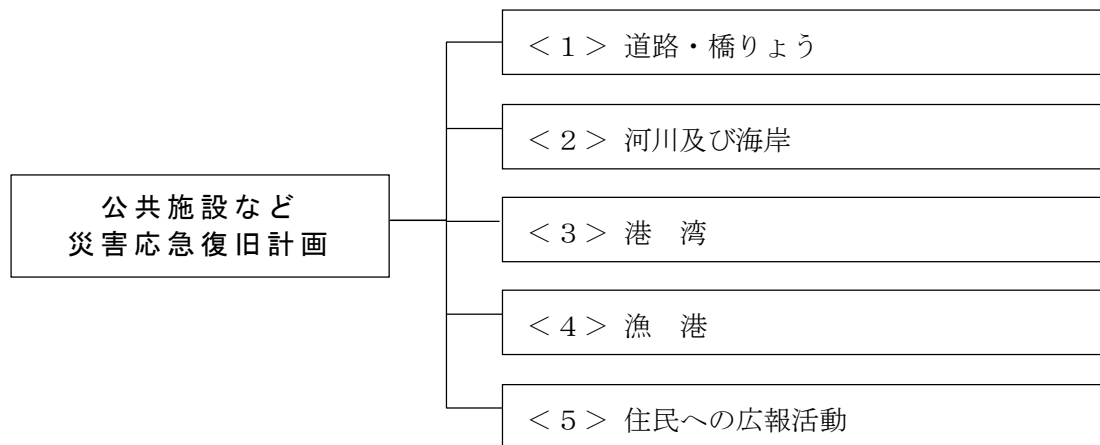 ＜１＞ 道路・橋りょう
＜２＞ 河川及び海岸
公共施設など
災害応急復旧計画
＜３＞ 港　湾
＜４＞ 漁　港
＜５＞ 住民への広報活動